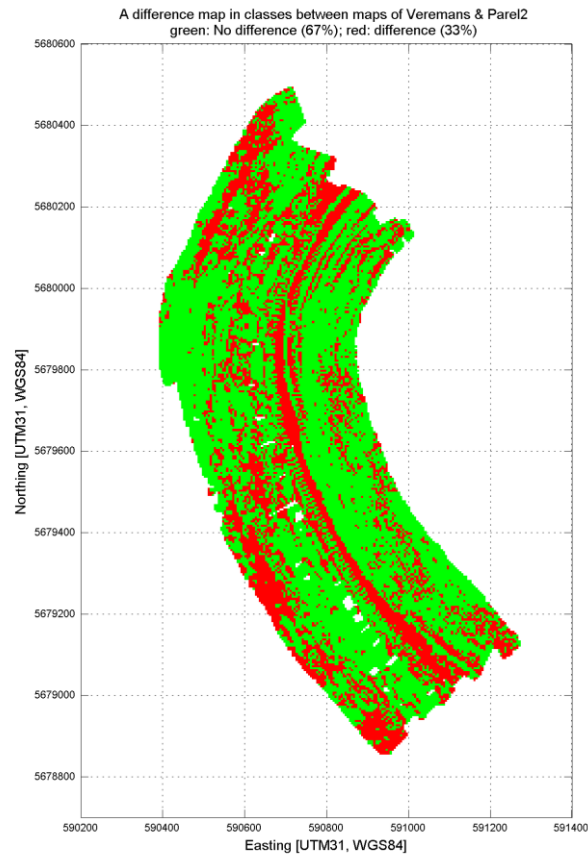 A difference map in classes between maps of Veremans & Parel2
green: No difference (67%); red: difference (33%)
5680600
5680400
5680200
5680000
5679800
5679600
5679400
5679200
5679000
5678800
Northing [UTM31, WGS84]
590200 590400 590600 590800 591000 591200 591400
Easting [UTM31, WGS84]